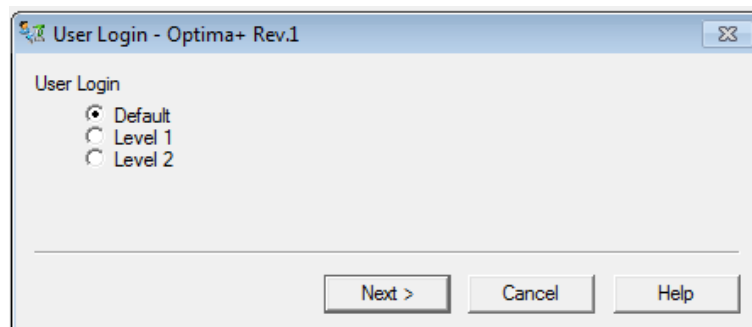 User Login - Optima+ Rev.1
User Login
Default
Level 1
Level 2
Next >
Cancel
Help